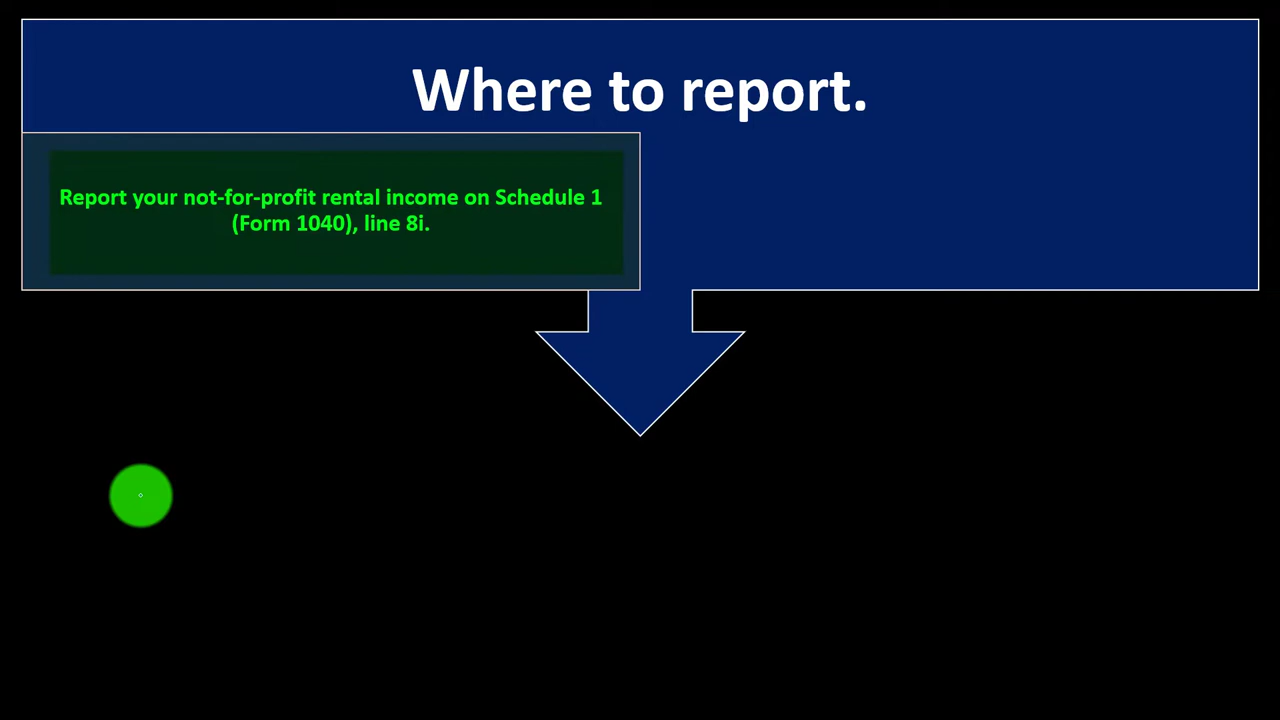 Where to report.
Report your not-for-profit rental income on Schedule 1
(Form 1040), line 8i.